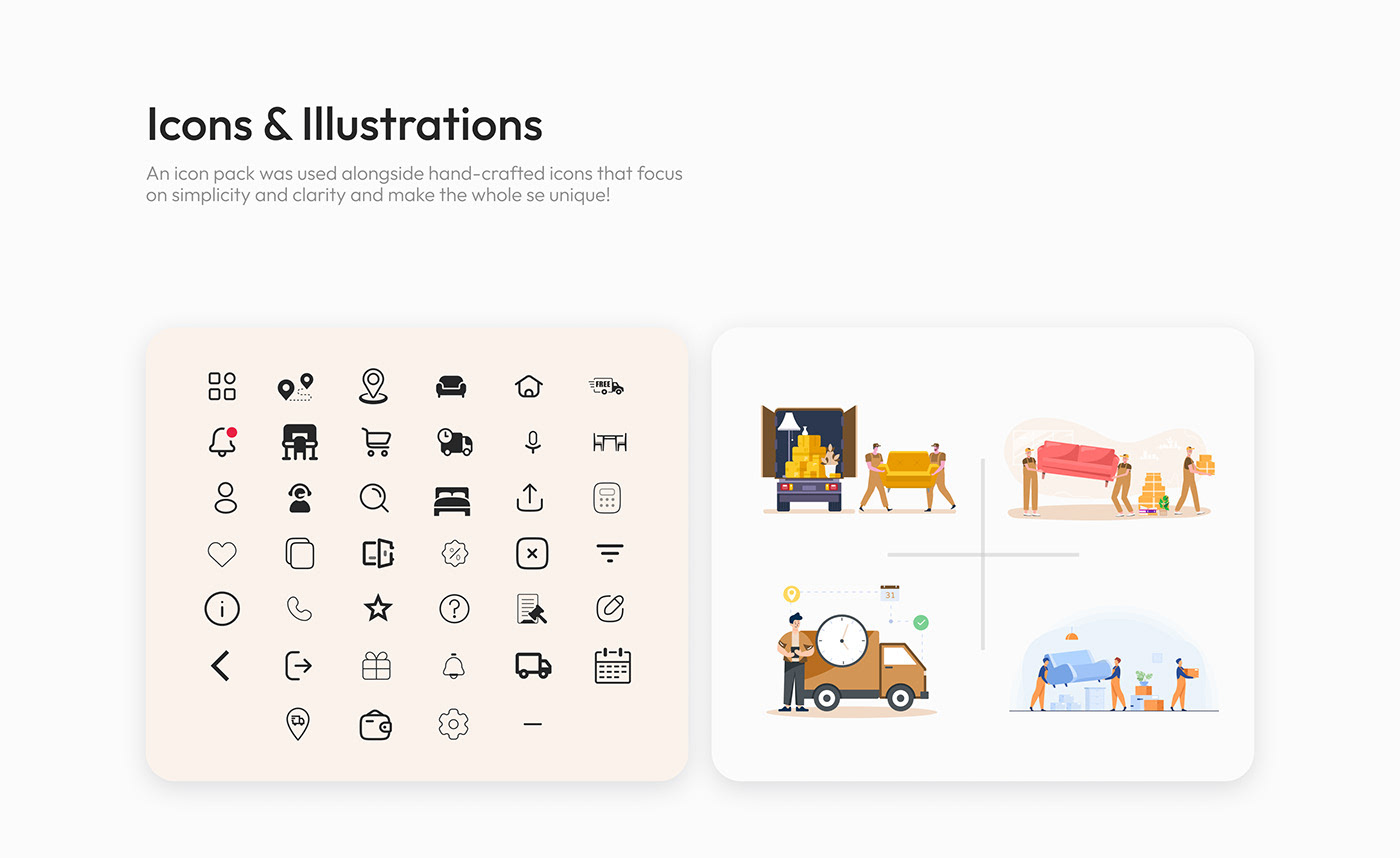 Icons & Illustrations
An icon pack was used alongside hand-crafted icons that focus
on simplicity and clarity and make the whole se unique!
FREE
31